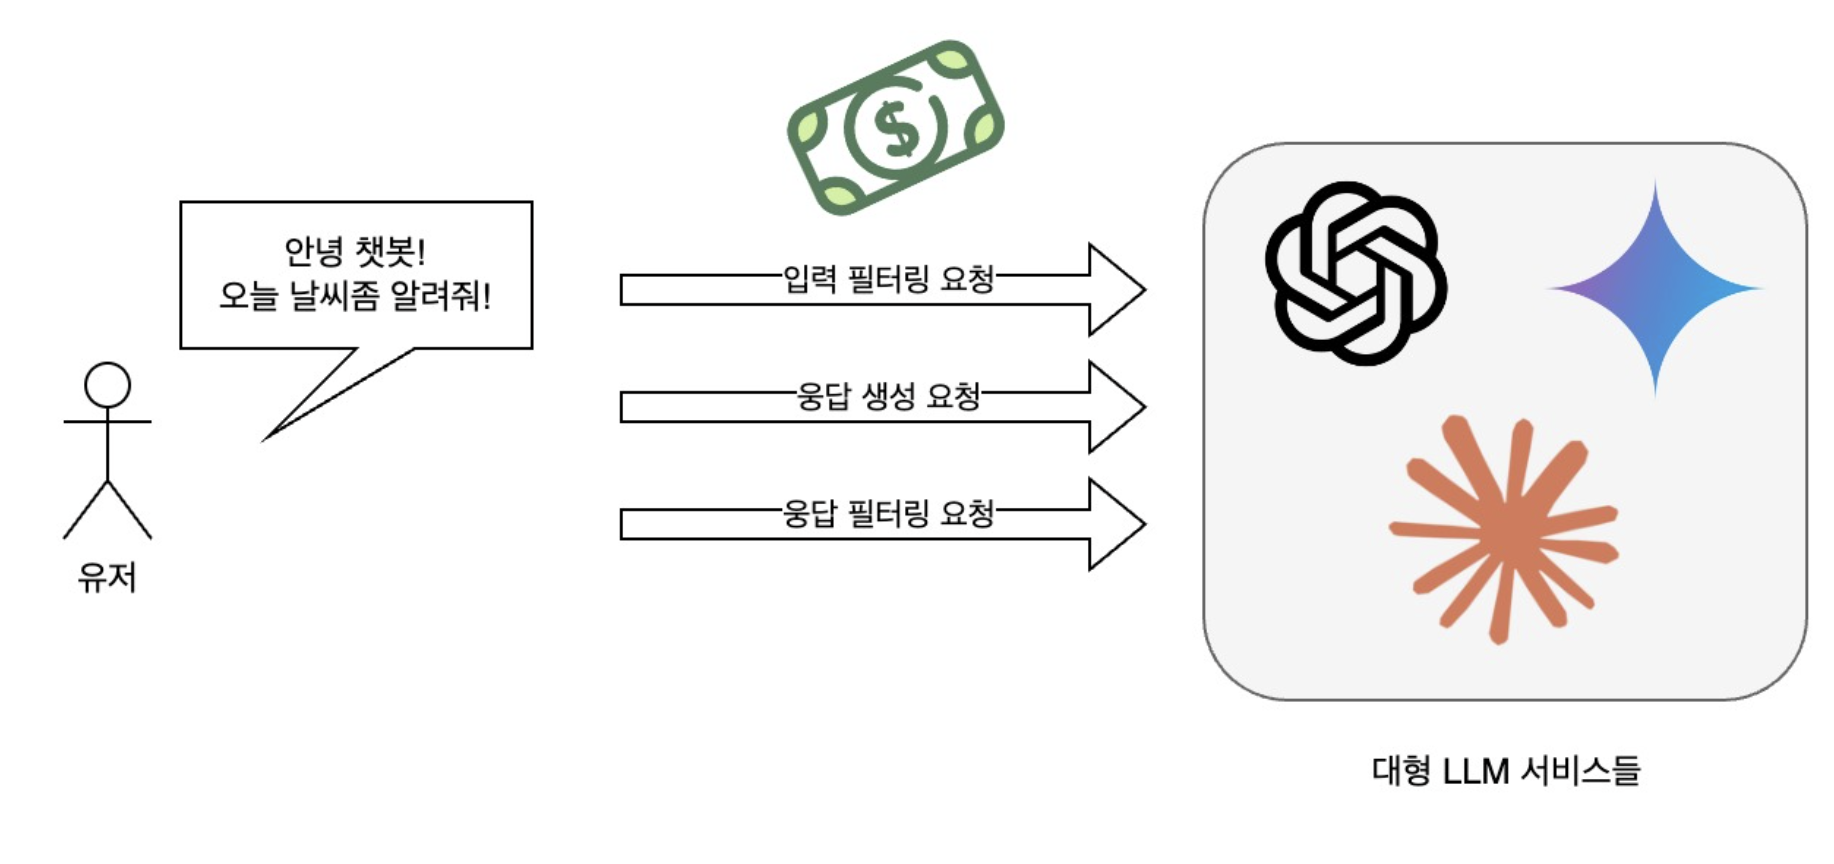 안녕 챗봇!
오늘 날씨좀 알려줘!
유저
$
입력 필터링 요청
응답 생성 요청
응답 필터링 요청
대형 LLM 서비스들